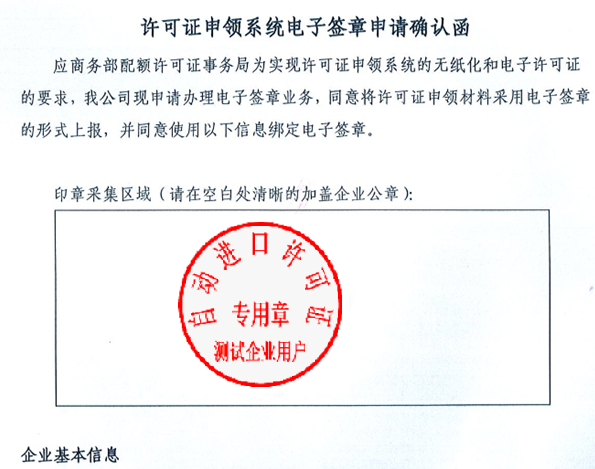 许可证申领系统电子签章申请确认函
应商务部配额许可证事务局为实现许可证申领系统的无纸化和电子许可证
的要求，我公司现申请办理电子签章业务，同意将许可证申领材料采用电子签章
的形式上报，并同意使用以下信息绑定电子签章。
印章采集区域（请在空白处清晰的加盖企业公章）：
自动进口许可证
专用章
测试企业用户
企业基本信息